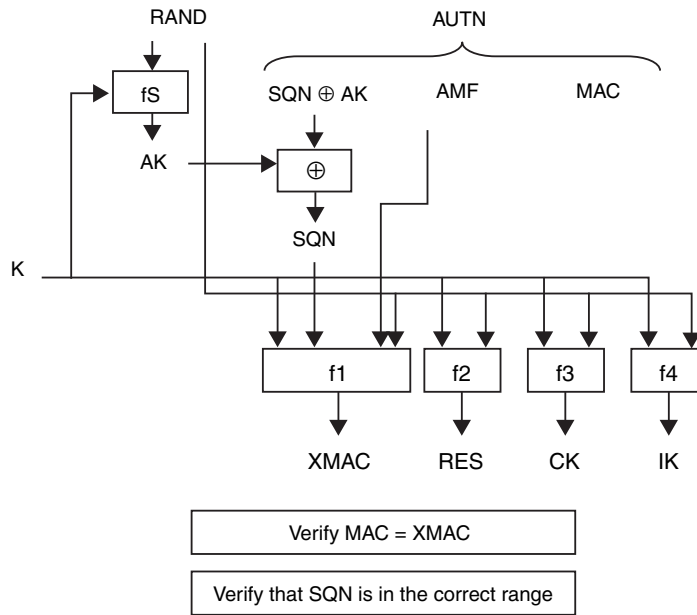 RAND
AUTN
fS
SQN ⊕ AK
AMF
MAC
AK
⊕
SQN
K
f1
f2
f3
f4
XMAC
RES
CK
IK
Verify MAC = XMAC
Verify that SQN is in the correct range